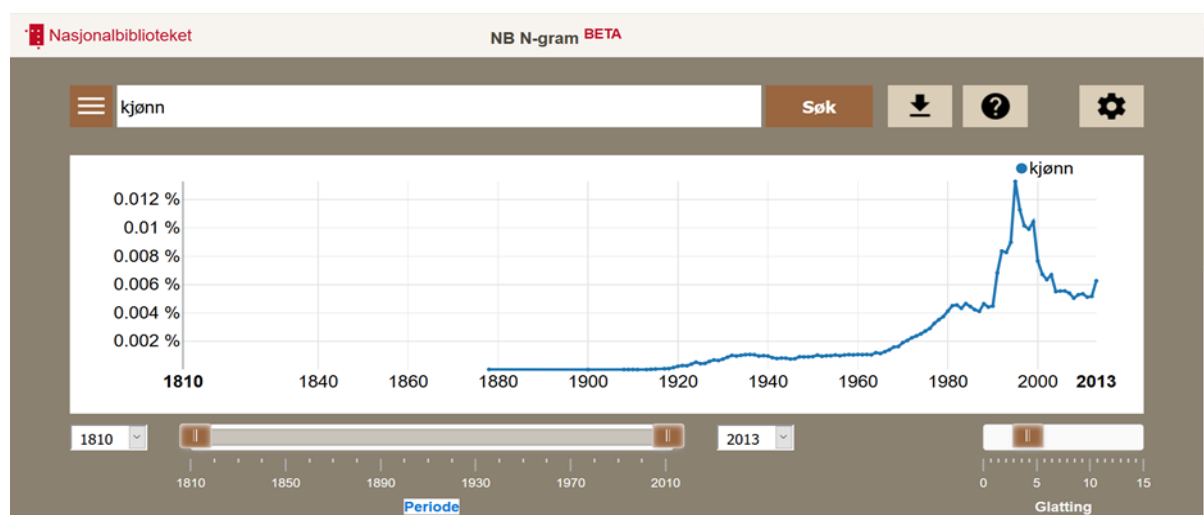 Nasjonalbiblioteket
NB N-gram BETA
kjønn
Søk
kjønn
0.012 %
0.01 %
0.008 %
0.006 %
0.004 %
0.002 %
1810 1840 1860 1880 1900 1920 1940 1960 1980 2000 2013
1810 2013
1810 1850 1890 1930 1970 2010 0 5 10 15
Periode Glatting